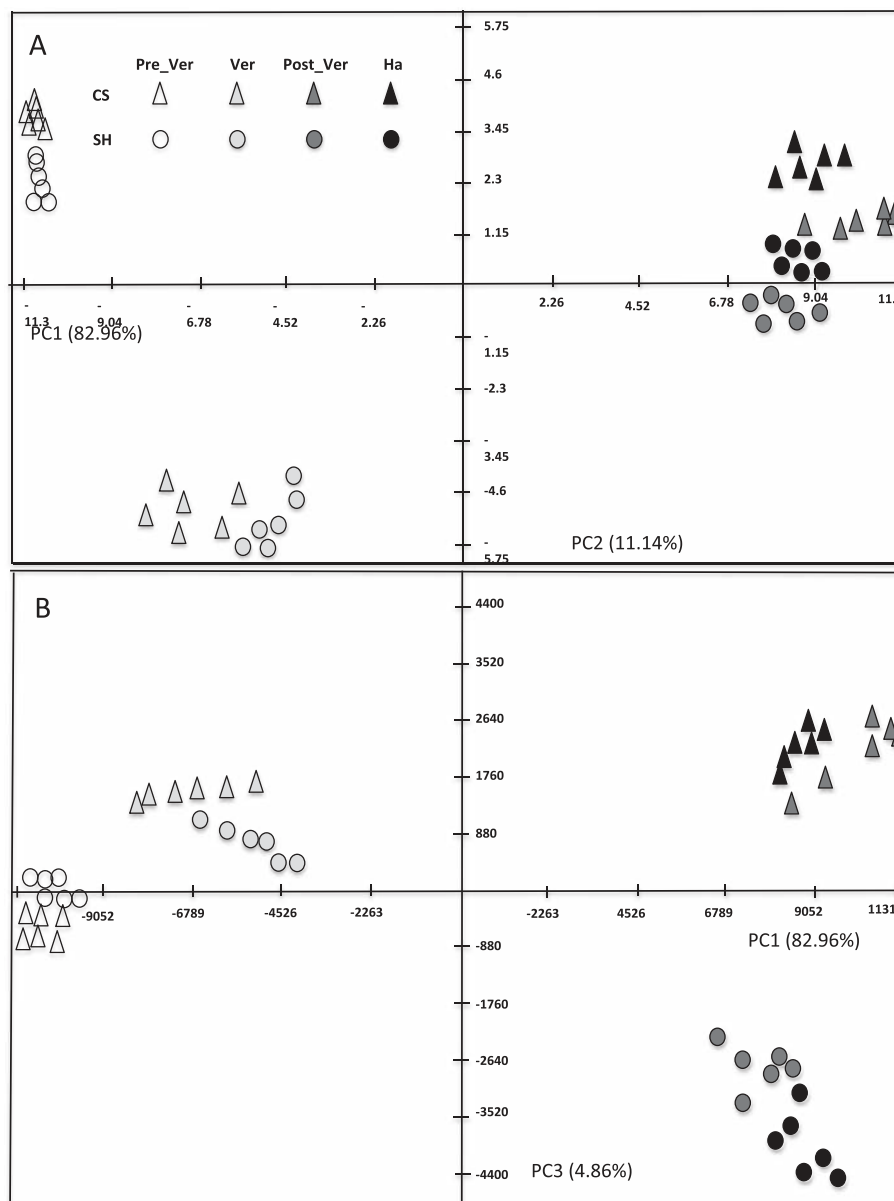 A
5.75
Pre_Ver Ver Post_Ver Ha
4.6
CS
3.45
SH
2.3
1.15
- - - - -
11.3 9.04 6.78 4.52 2.26
2.26 4.52 6.78 9.04 11.
PC1 (82.96%)
-
1.15
-2.3
-
3.45
-4.6
-
5.75
PC2 (11.14%)
B
4400
3520
2640
1760
880
-9052 -6789 -4526 -2263 -2263 4526 6789 9052 1131
PC1 (82.96%)
-880
-1760
-2640
-3520
-4400
PC3 (4.86%)